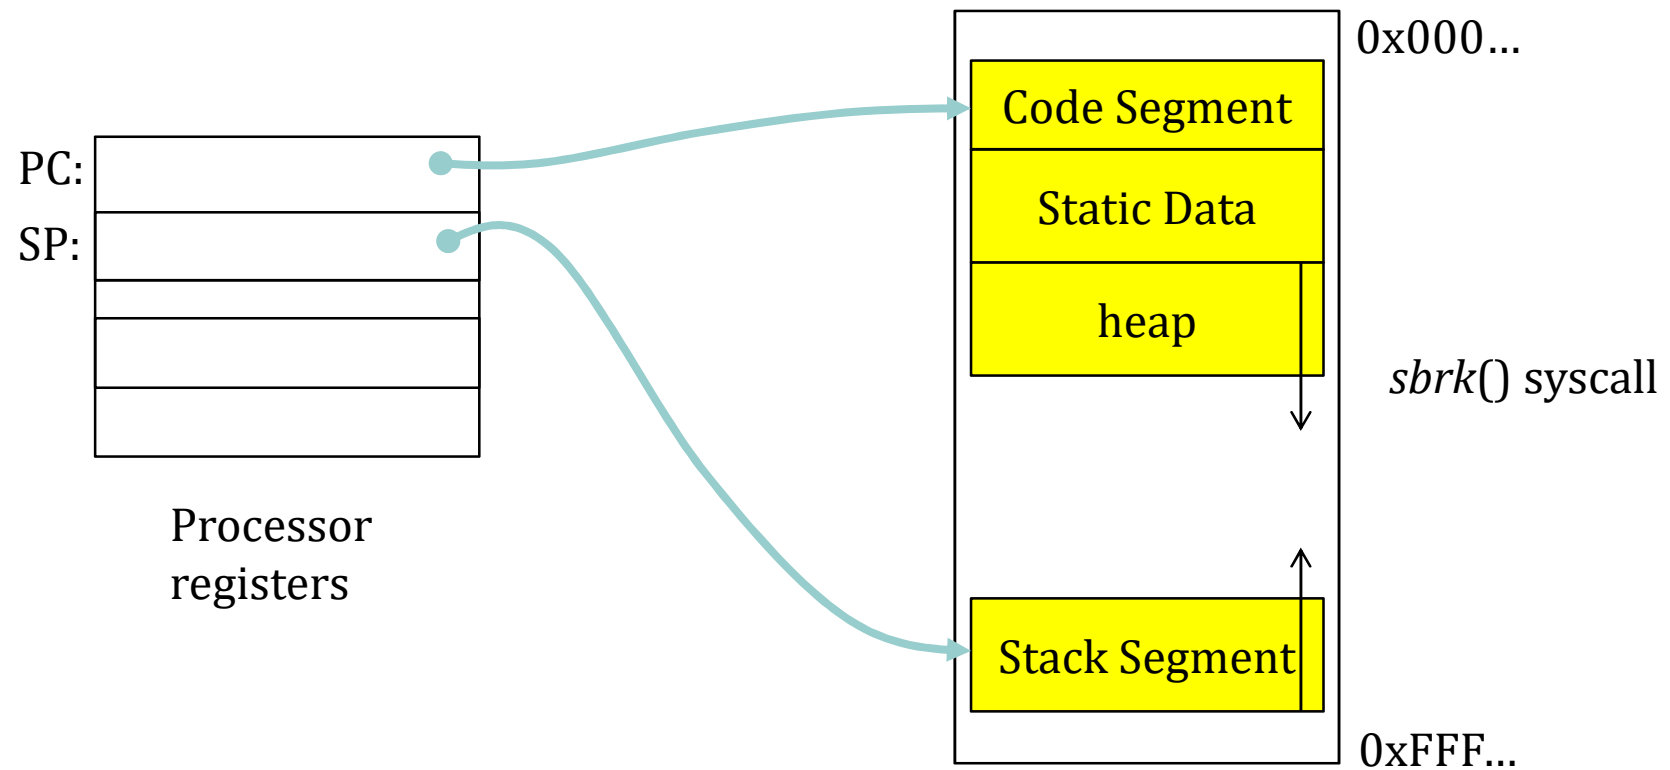 PC:
SP:
Processor
registers
0x000…
Code Segment
Static Data
heap
sbrk() syscall
Stack Segment
0xFFF…